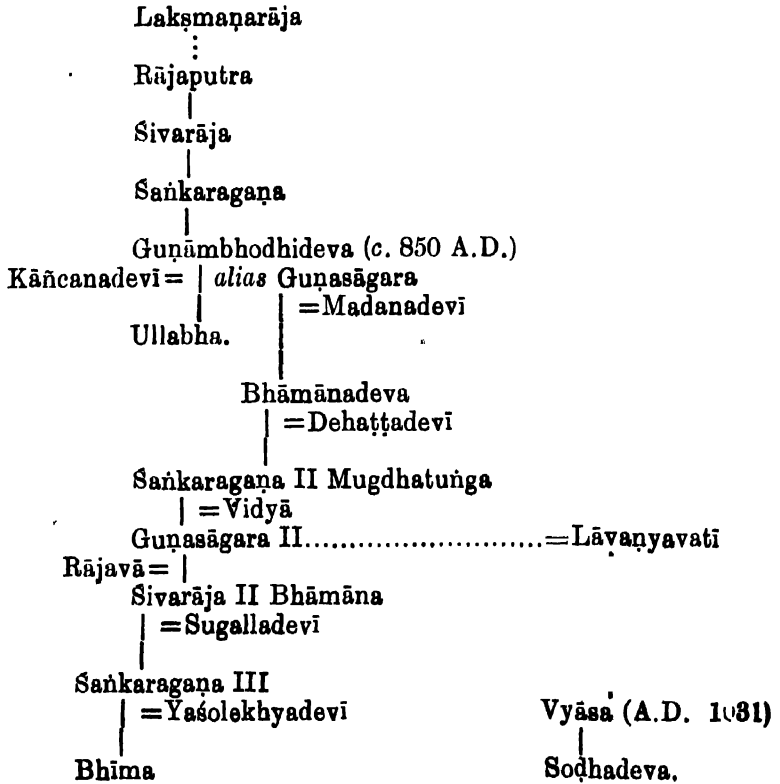 Lakṣmaṇarāja
Rājaputra
Śivarāja
Śaṅkaragaṇa
Guṇāmbhodhideva (c. 850 A.D.)
Kāñcanadevī= | alias Guṇasāgara
=Madanadevī
Ullabha.
Bhāmānadeva
=Dehaṭṭadevī
Śaṅkaragaṇa II Mugdhatuṅga
=Vidyā
Guṇasāgara II...........................=Lāvaṇyavatī
Rājavā=
Śivarāja II Bhāmāna
=Sugalladevī
Śaṅkaragaṇa III
=Yaśolekhyadevī Vyāsa (A.D. 1031)
Bhīma Soḍhadeva.